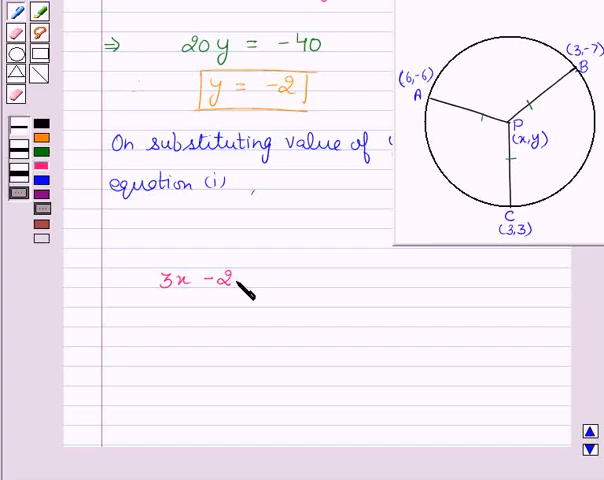 ⇒ 20y = -40
y = -2
On substituting value of
equation (i) ,
3x -2
(6,-6)
A
(3,-7)
B
P
(x,y)
C
(3,3)